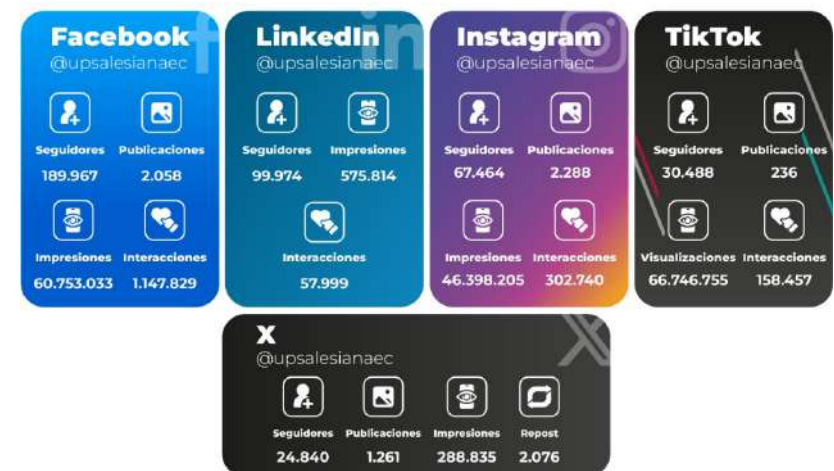 Facebook
@upsalesianaec
Seguidores Publicaciones
189.967 2.058
Impresiones Interacciones
60.753.033 1.147.829
LinkedIn
@upsalesianaec
Seguidores Impresiones
99.974 575.814
Interacciones
57.999
Instagram
@upsalesianaec
Seguidores Publicaciones
67.464 2.288
Impresiones Interacciones
46.398.205 302.740
TikTok
@upsalesianaec
Seguidores Publicaciones
30.488 236
Visualizaciones Interacciones
66.746.755 158.457
X
@upsalesianaec
Seguidores Publicaciones Impresiones Repost
24.840 1.261 288.835 2.076